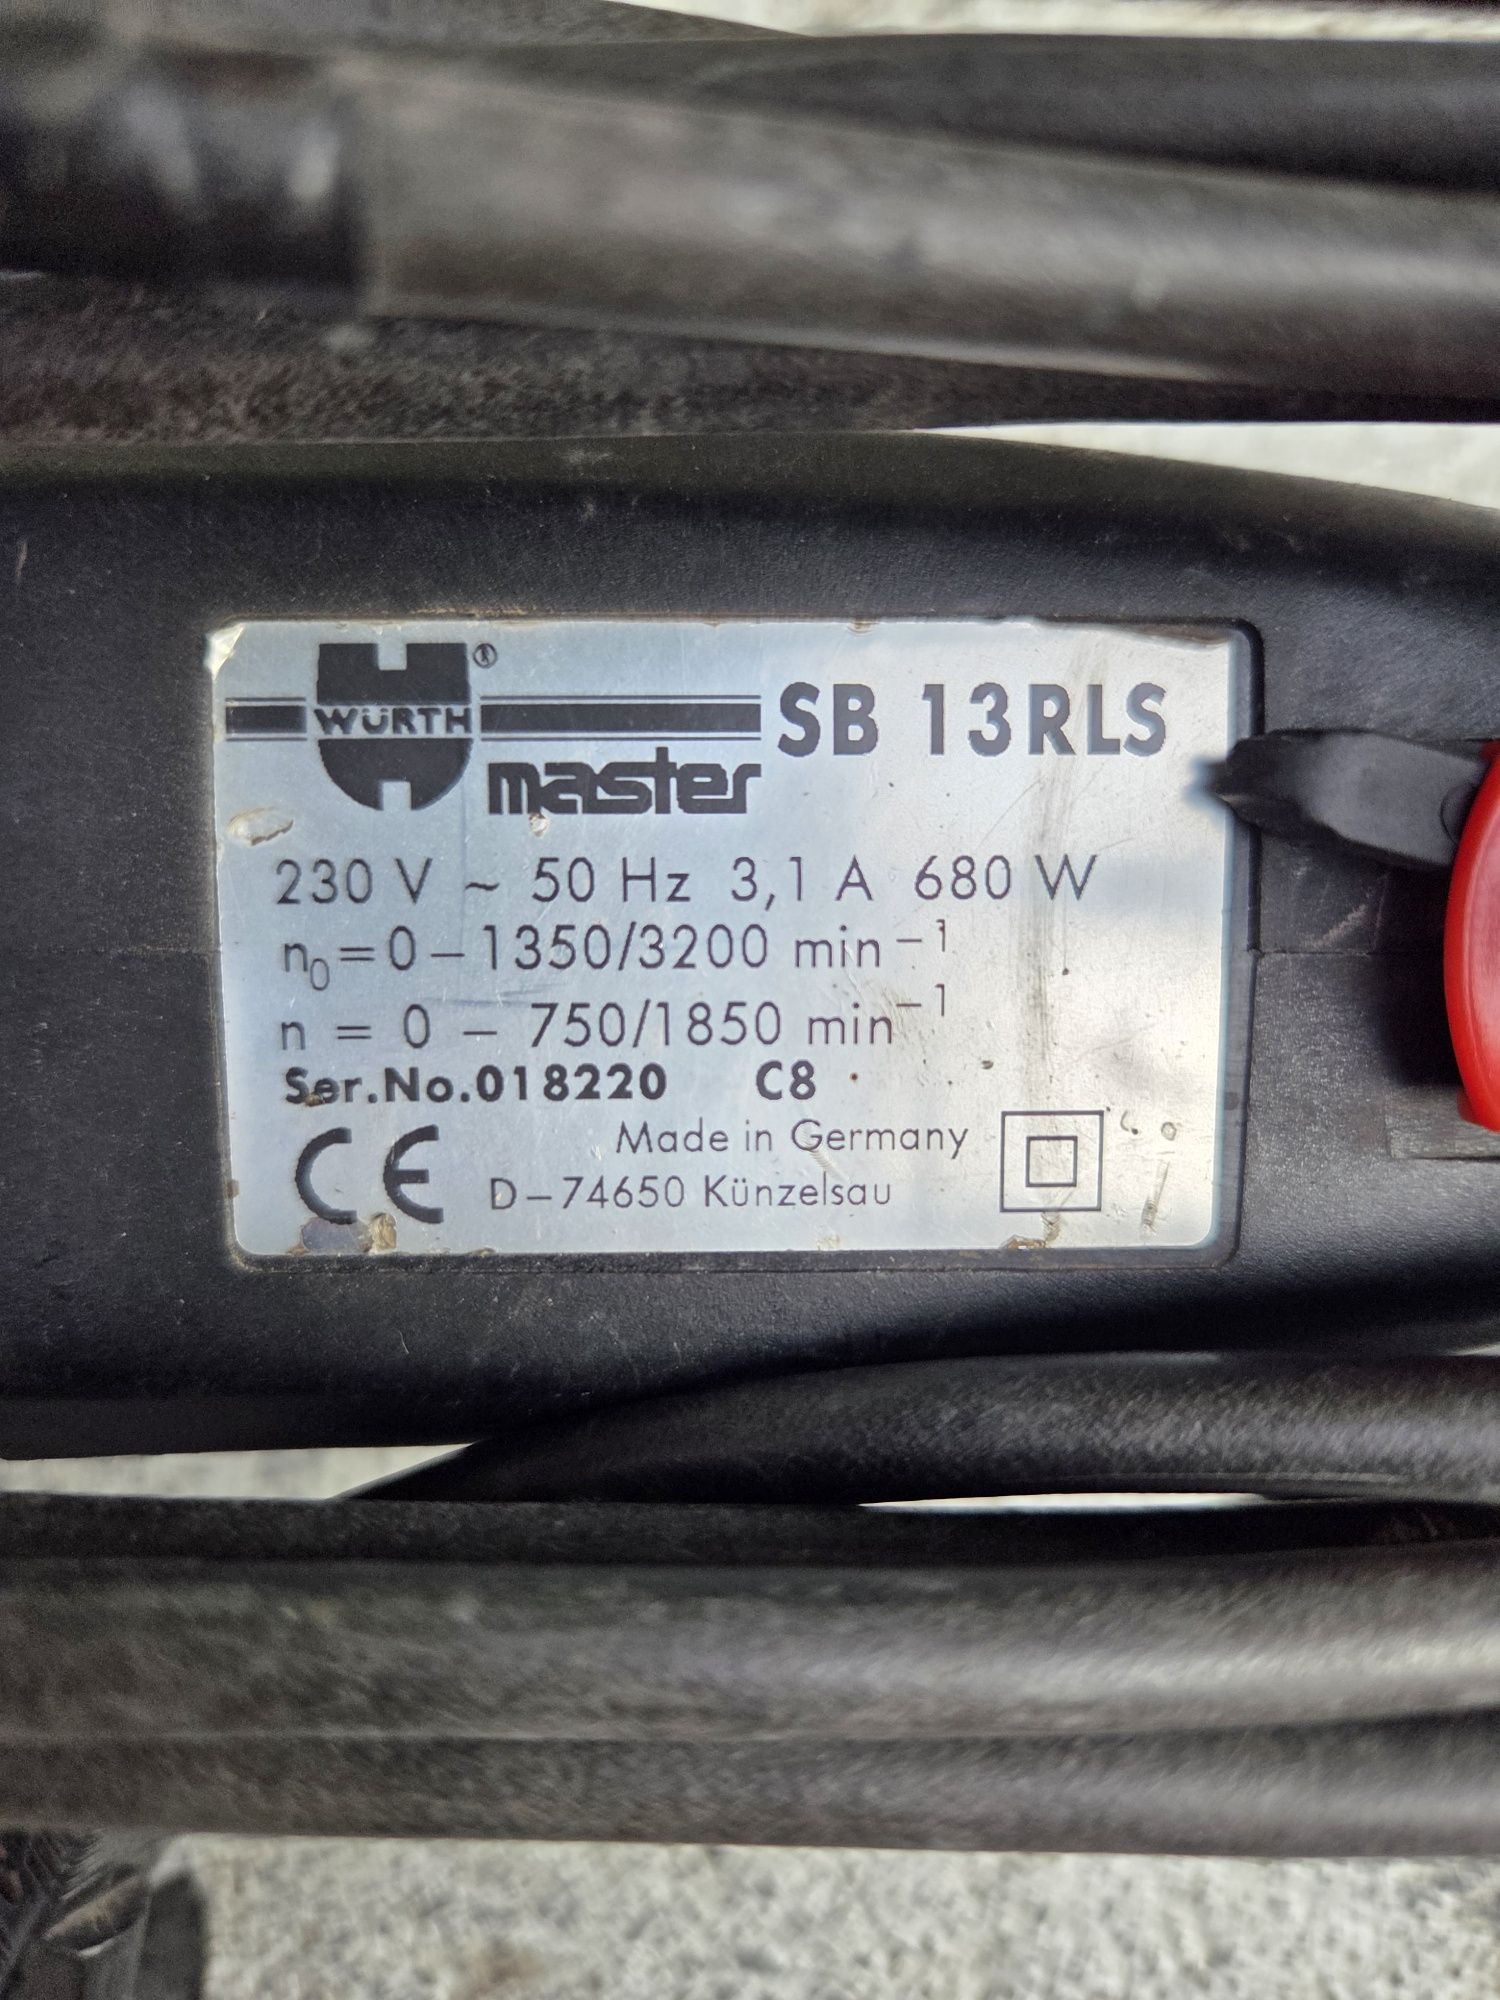 WÜRTH®
master
SB 13RLS
230 V ~ 50 Hz 3,1 A 680 W
n₀=0–1350/3200 min⁻¹
n = 0 – 750/1850 min⁻¹
Ser.No.018220 C8
CE Made in Germany
D–74650 Künzelsau